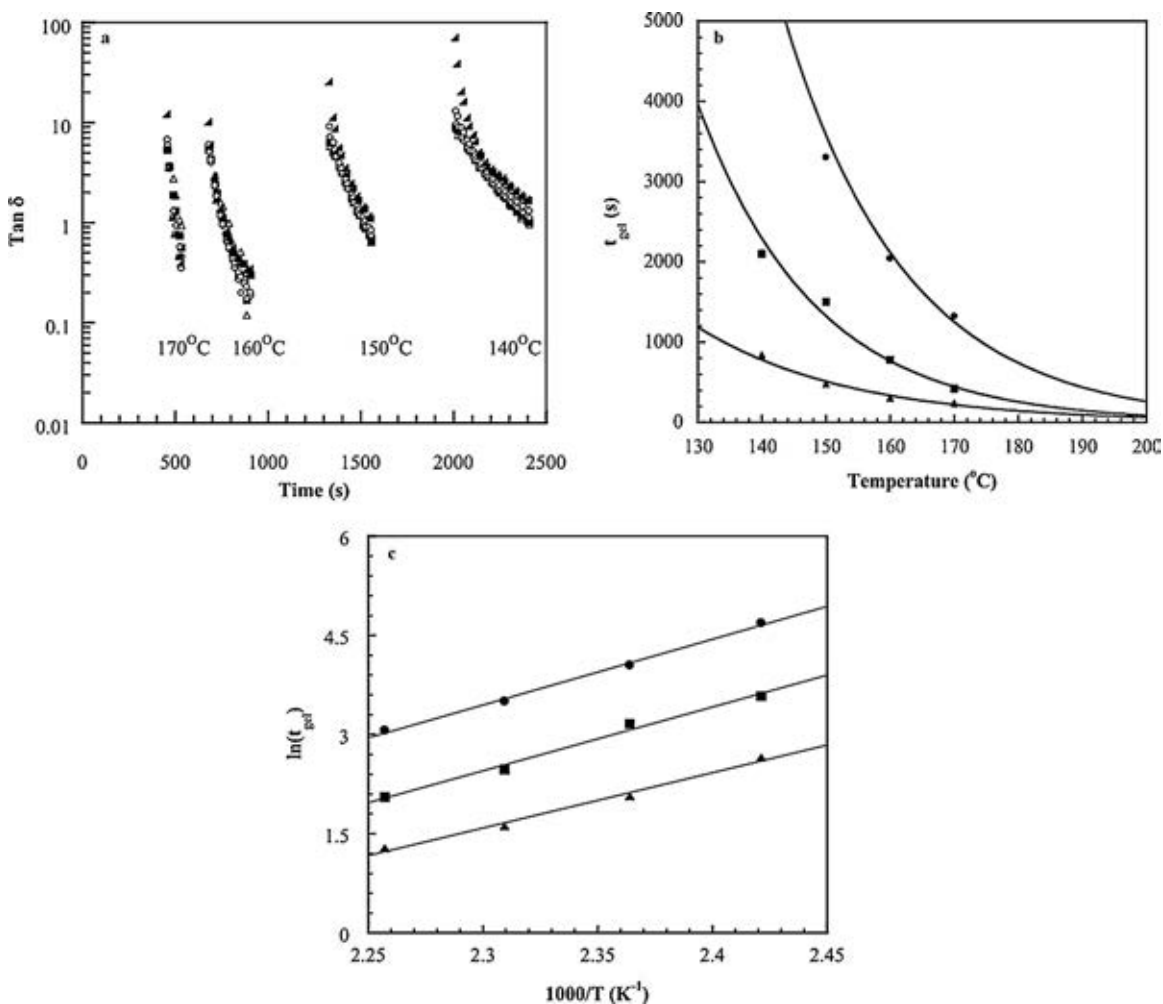 a
100
10
1
0.1
0.01
Tan δ
170°C
160°C
150°C
140°C
0 500 1000 1500 2000 2500
Time (s)
b
5000
4000
3000
2000
1000
0
t_gel (s)
130 140 150 160 170 180 190 200
Temperature (°C)
c
6
4.5
3
1.5
0
ln(t_gel)
2.25 2.3 2.35 2.4 2.45
1000/T (K⁻¹)